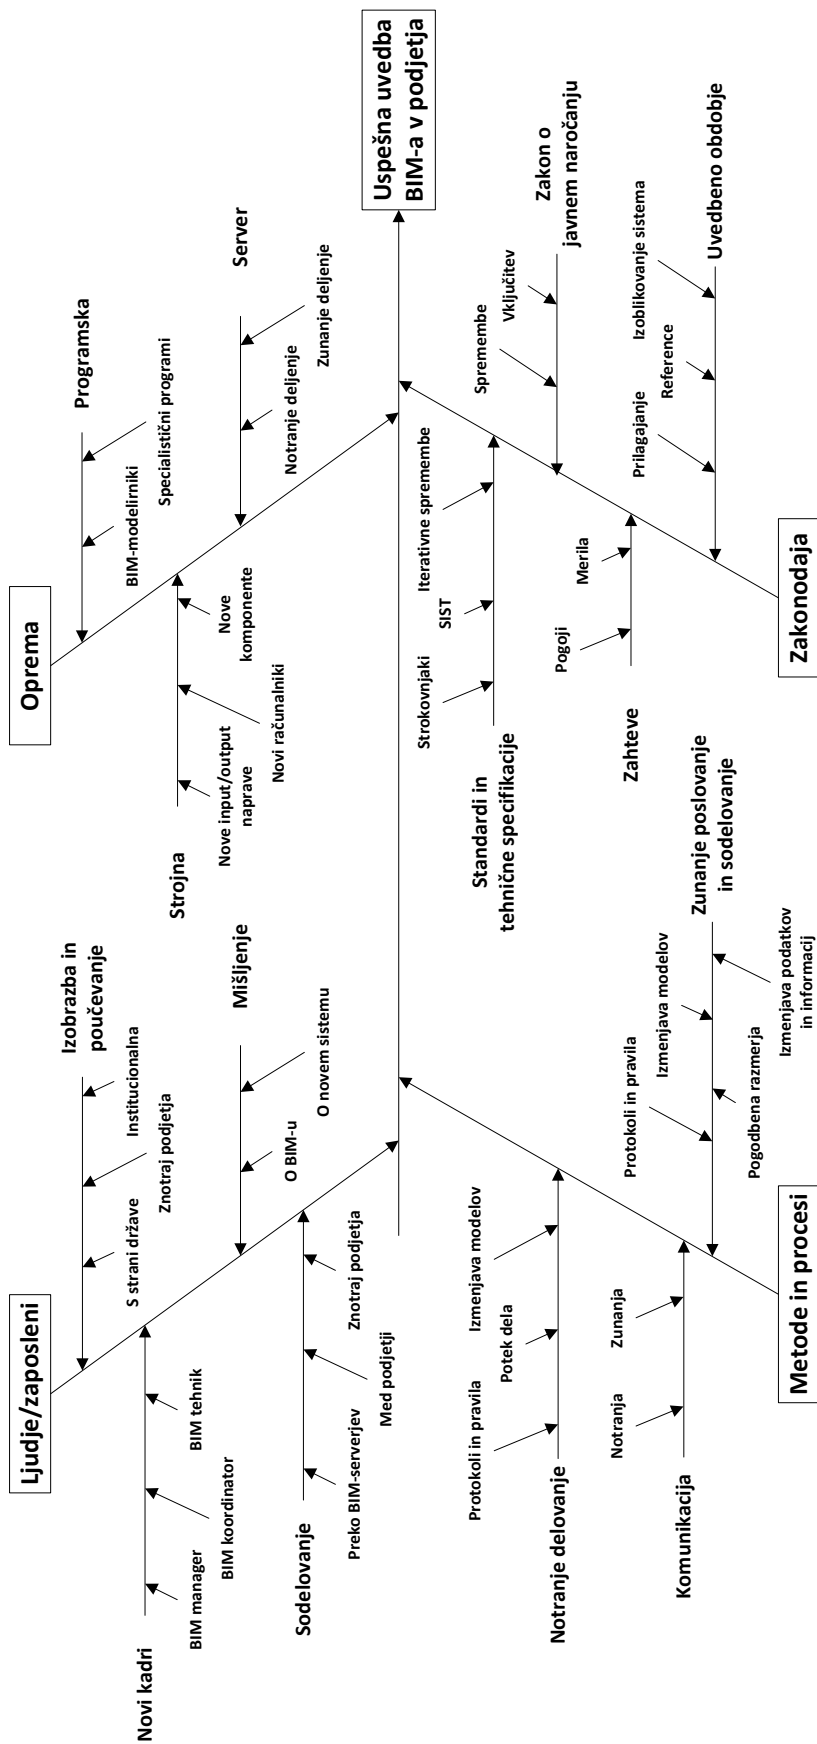 Ljudje/zaposleni
Izobrazba in
poučevanje
Institucionalna
Znotraj podjetja
S strani države
Novi kadri
BIM manager
BIM koordinator
BIM tehnik
Mišljenje
O BIM-u
O novem sistemu
Sodelovanje
Preko BIM-serverjev
Med podjetji
Znotraj podjetja
Oprema
Programska
BIM-modelirniki
Specialistični programi
Strojna
Nove input/output
naprave
Novi računalniki
Nove
komponente
Server
Notranje deljenje
Zunanje deljenje
Uspešna uvedba
BIM-a v podjetja
Metode in procesi
Notranje delovanje
Protokoli in pravila
Potek dela
Izmenjava modelov
Komunikacija
Notranja
Zunanja
Zunanje poslovanje
in sodelovanje
Protokoli in pravila
Izmenjava modelov
Pogodbena razmerja
Izmenjava podatkov
in informacij
Zakonodaja
Standardi in
tehnične specifikacije
Strokovnjaki
SIST
Iterativne spremembe
Zakon o
javnem naročanju
Spremembe
Vključitev
Zahteve
Pogoji
Merila
Uvedbeno obdobje
Prilagajanje
Reference
Izoblikovanje sistema